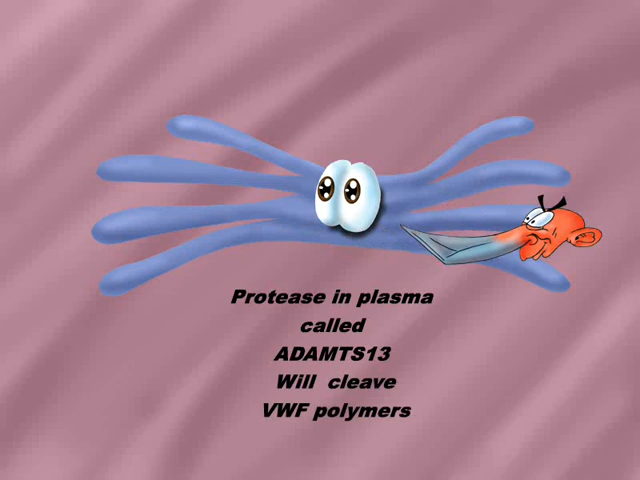 Protease in plasma
called
ADAMTS13
Will cleave
VWF polymers